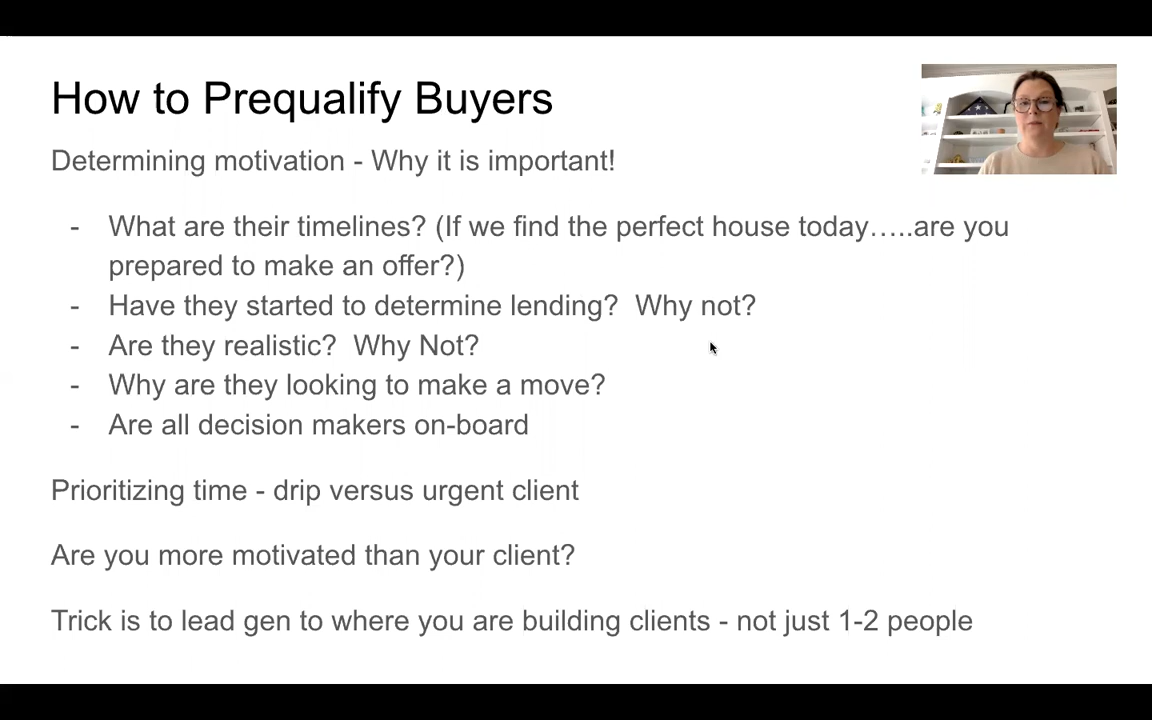 How to Prequalify Buyers
Determining motivation - Why it is important!
- What are their timelines? (If we find the perfect house today…..are you
prepared to make an offer?)
- Have they started to determine lending?  Why not?
- Are they realistic?  Why Not?
- Why are they looking to make a move?
- Are all decision makers on-board
Prioritizing time - drip versus urgent client
Are you more motivated than your client?
Trick is to lead gen to where you are building clients - not just 1-2 people